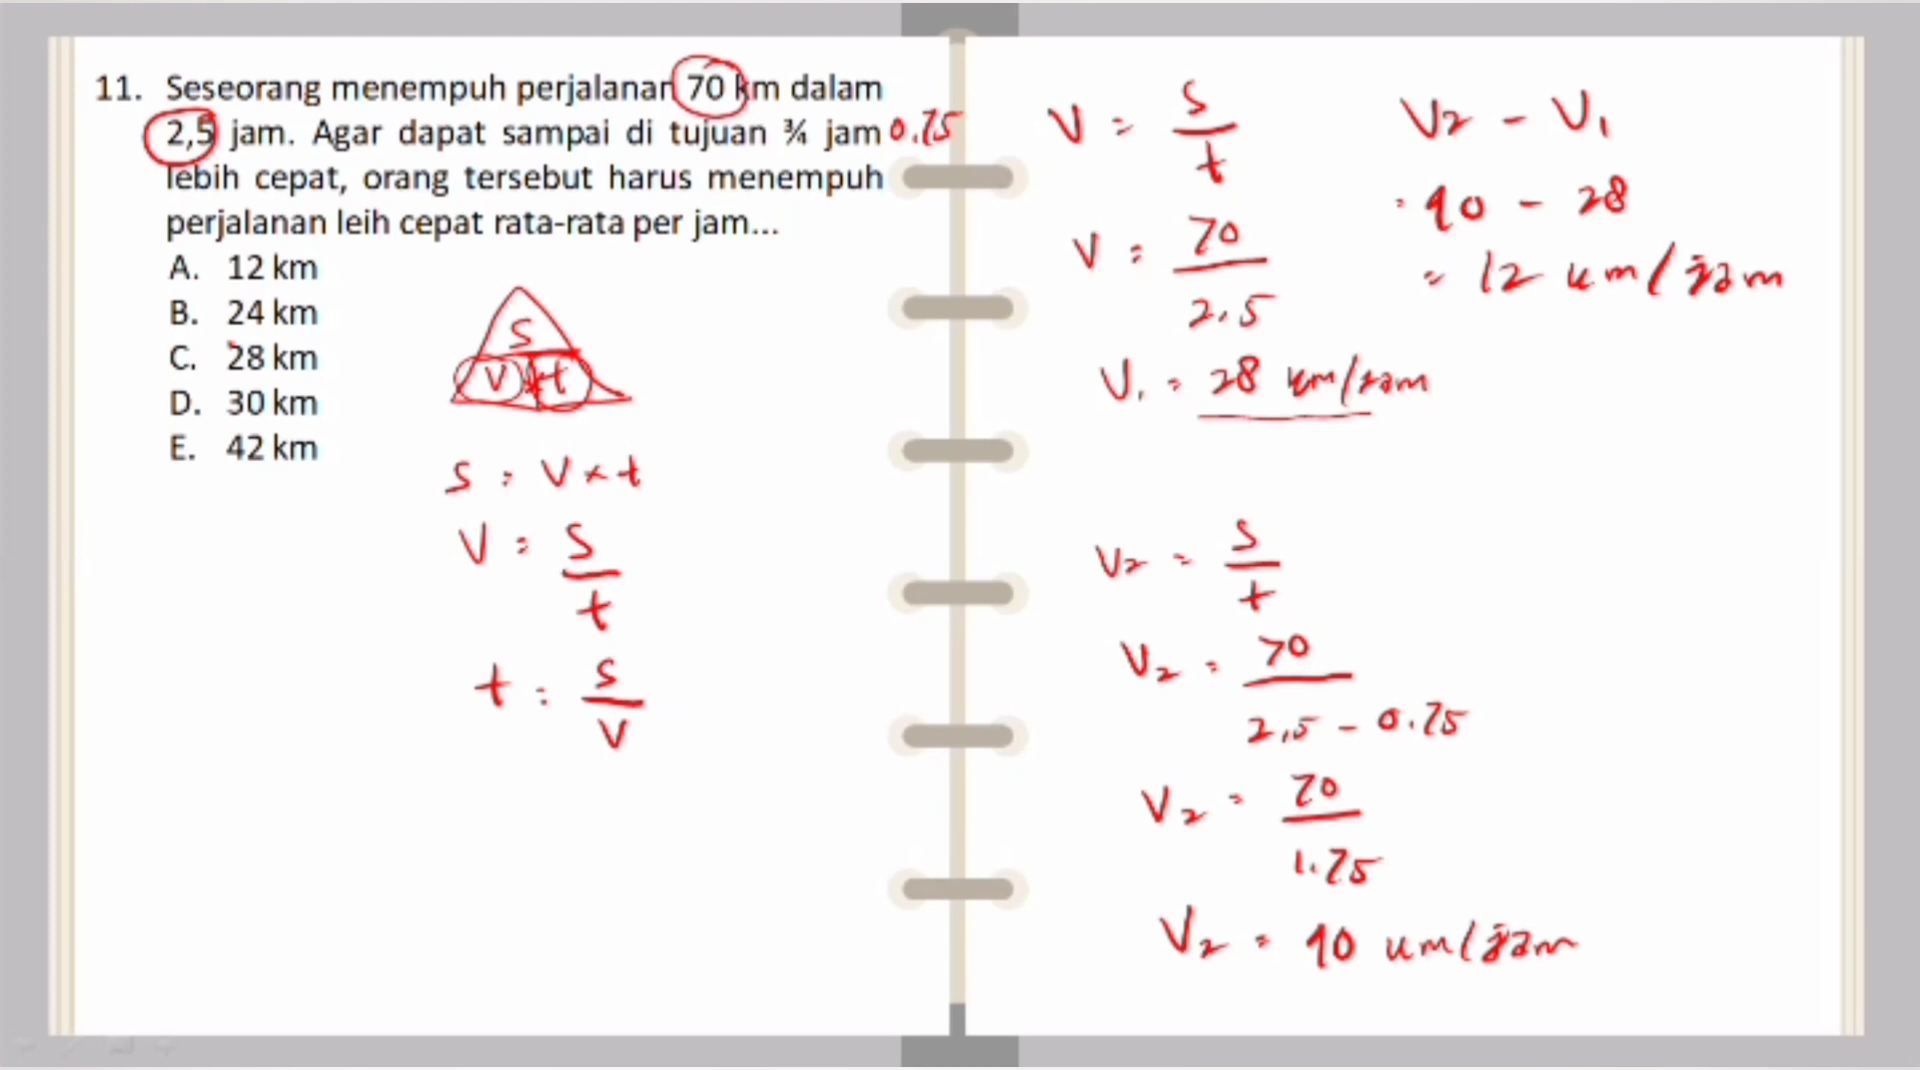 11. Seseorang menempuh perjalanan 70 km dalam
2,5 jam. Agar dapat sampai di tujuan ¾ jam 0.75
lebih cepat, orang tersebut harus menempuh
perjalanan leih cepat rata-rata per jam...
A. 12 km
B. 24 km
C. 28 km
D. 30 km
E. 42 km
S
V * t
S = V × t
V = S
t
t = S
V
V = S
t
V = 70
2.5
V₁ = 28 km/jam
V₂ = S
t
V₂ = 70
2,5 - 0.75
V₂ = 70
1.75
V₂ = 40 km/jam
V₂ - V₁
= 40 - 28
= 12 km/jam